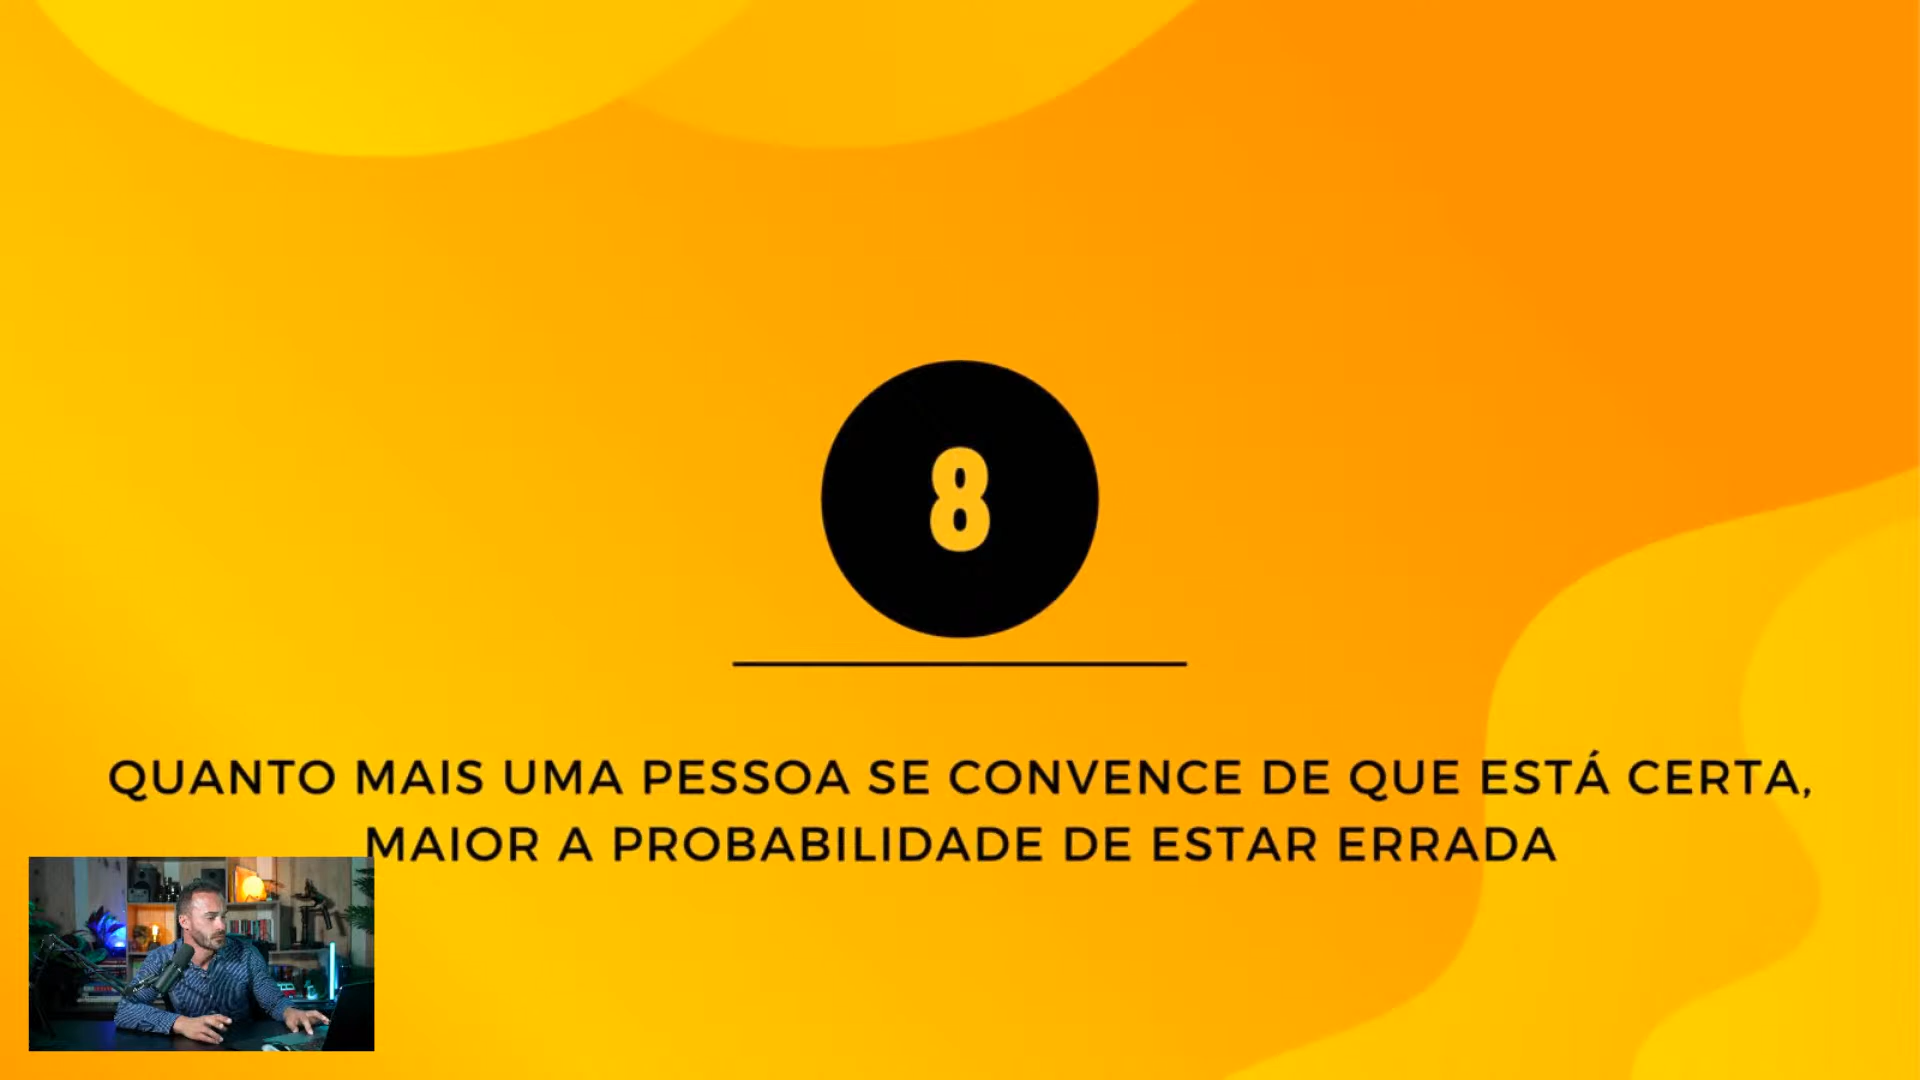 8
QUANTO MAIS UMA PESSOA SE CONVENCE DE QUE ESTÁ CERTA,
MAIOR A PROBABILIDADE DE ESTAR ERRADA